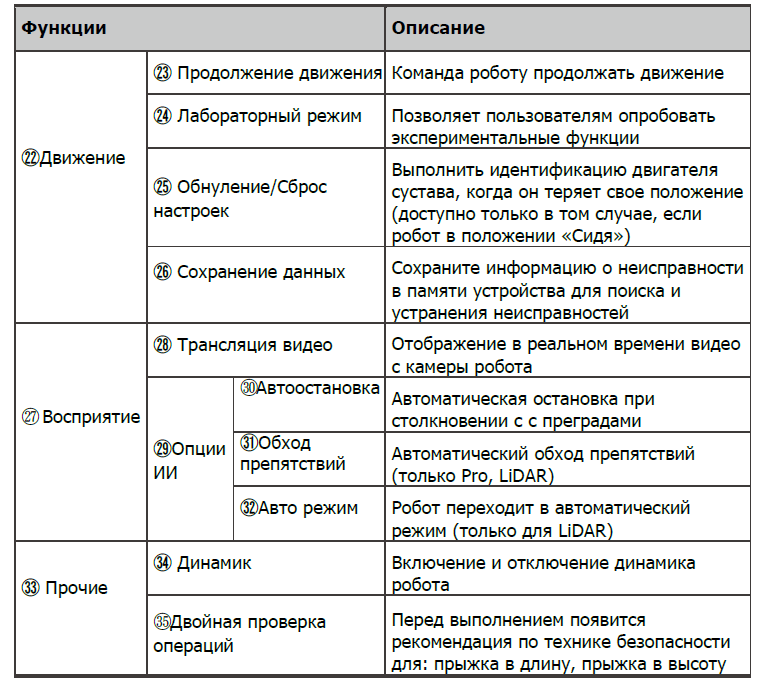 Функции Описание
㉒Движение
㉓ Продолжение движения
Команда роботу продолжать движение
㉔ Лабораторный режим
Позволяет пользователям опробовать
экспериментальные функции
㉕ Обнуление/Сброс
настроек
Выполнить идентификацию двигателя
сустава, когда он теряет свое положение
(доступно только в том случае, если
робот в положении «Сидя»)
㉖ Сохранение данных
Сохраните информацию о неисправности
в памяти устройства для поиска и
устранения неисправностей
㉗ Восприятие
㉘ Трансляция видео
Отображение в реальном времени видео
с камеры робота
㉙Опции
ИИ
㉚Автоостановка
Автоматическая остановка при
столкновении с с преградами
㉛Обход
препятствий
Автоматический обход препятствий
(только Pro, LiDAR)
㉜Авто режим
Робот переходит в автоматический
режим (только для LiDAR)
㉝ Прочие
㉞ Динамик
Включение и отключение динамика
робота
㉟Двойная проверка
операций
Перед выполнением появится
рекомендация по технике безопасности
для: прыжка в длину, прыжка в высоту